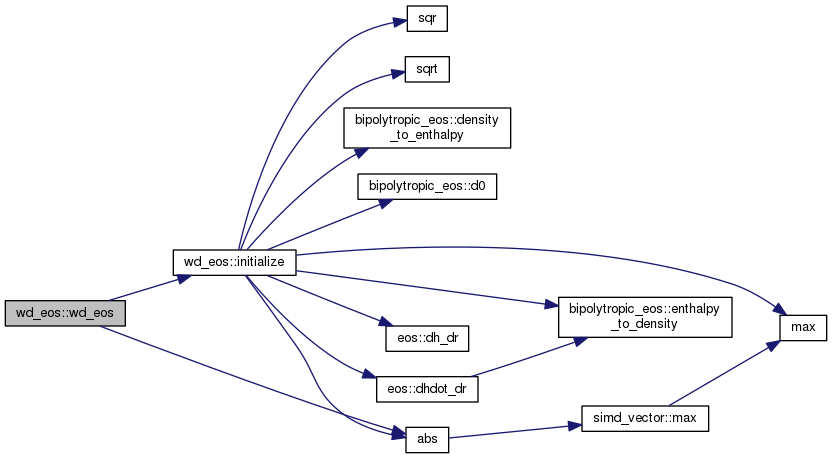 sqr
sqrt
bipolytropic_eos::density
_to_enthalpy
bipolytropic_eos::d0
wd_eos::initialize
wd_eos::wd_eos
bipolytropic_eos::enthalpy
_to_density
max
eos::dh_dr
eos::dhdot_dr
simd_vector::max
abs